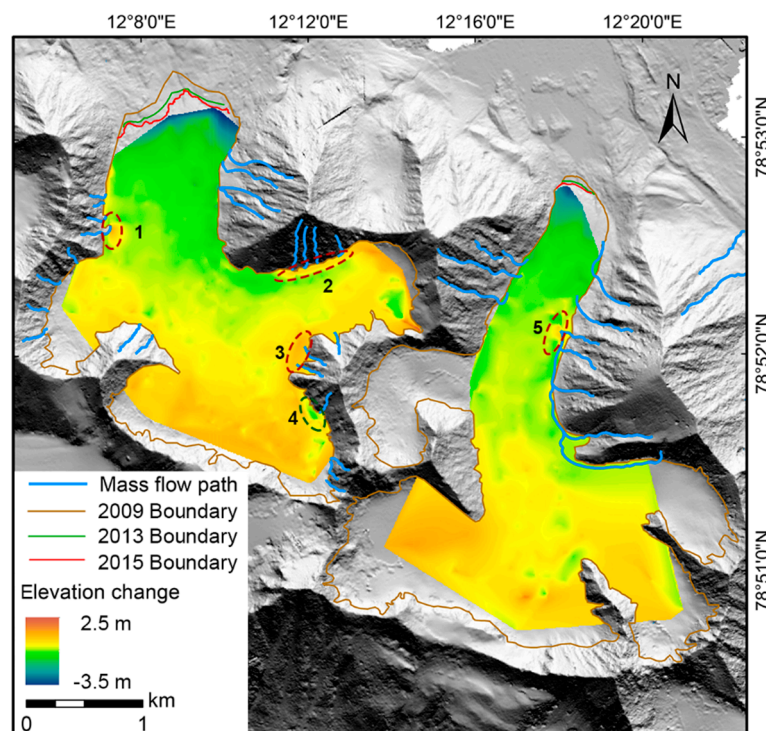 12°8'0"E 12°12'0"E 12°16'0"E 12°20'0"E
N
78°53'0"N
1
2
5
3
78°52'0"N
4
Mass flow path
2009 Boundary
2013 Boundary
2015 Boundary
78°51'0"N
Elevation change
2.5 m
-3.5 m
km
0 1